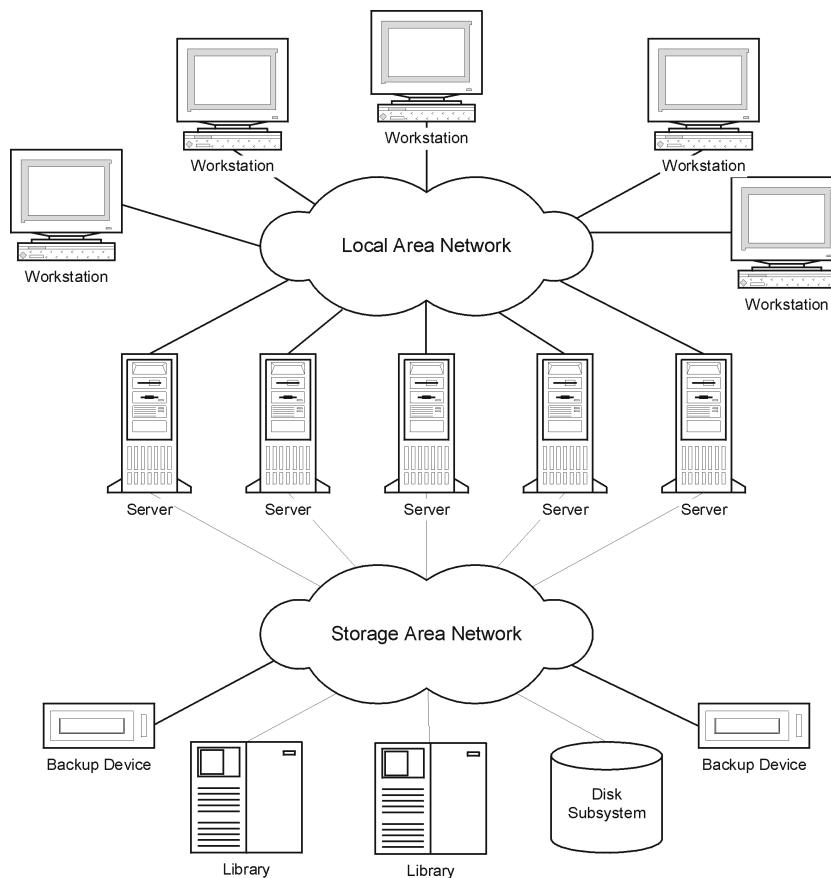 Workstation
Workstation
Workstation
Workstation
Workstation
Local Area Network
Server
Server
Server
Server
Server
Storage Area Network
Backup Device
Backup Device
Disk
Subsystem
Library
Library